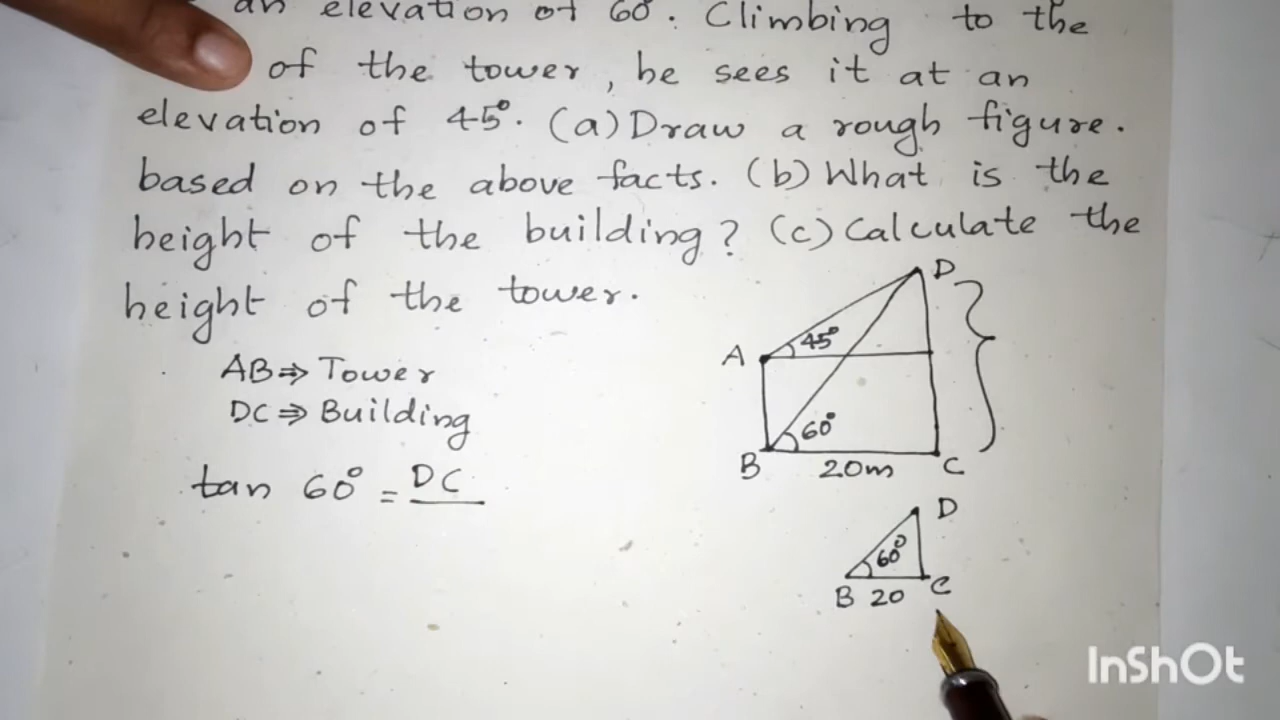 an elevation of 60°. Climbing to the
of the tower, he sees it at an
elevation of 45°. (a) Draw a rough figure.
based on the above facts. (b) What is the
height of the building? (c) Calculate the
height of the tower.
D
A 45°
AB ⇒ Tower
DC ⇒ Building
60°
B 20m C
tan 60° = DC
D
60°
B 20 C
InShOt